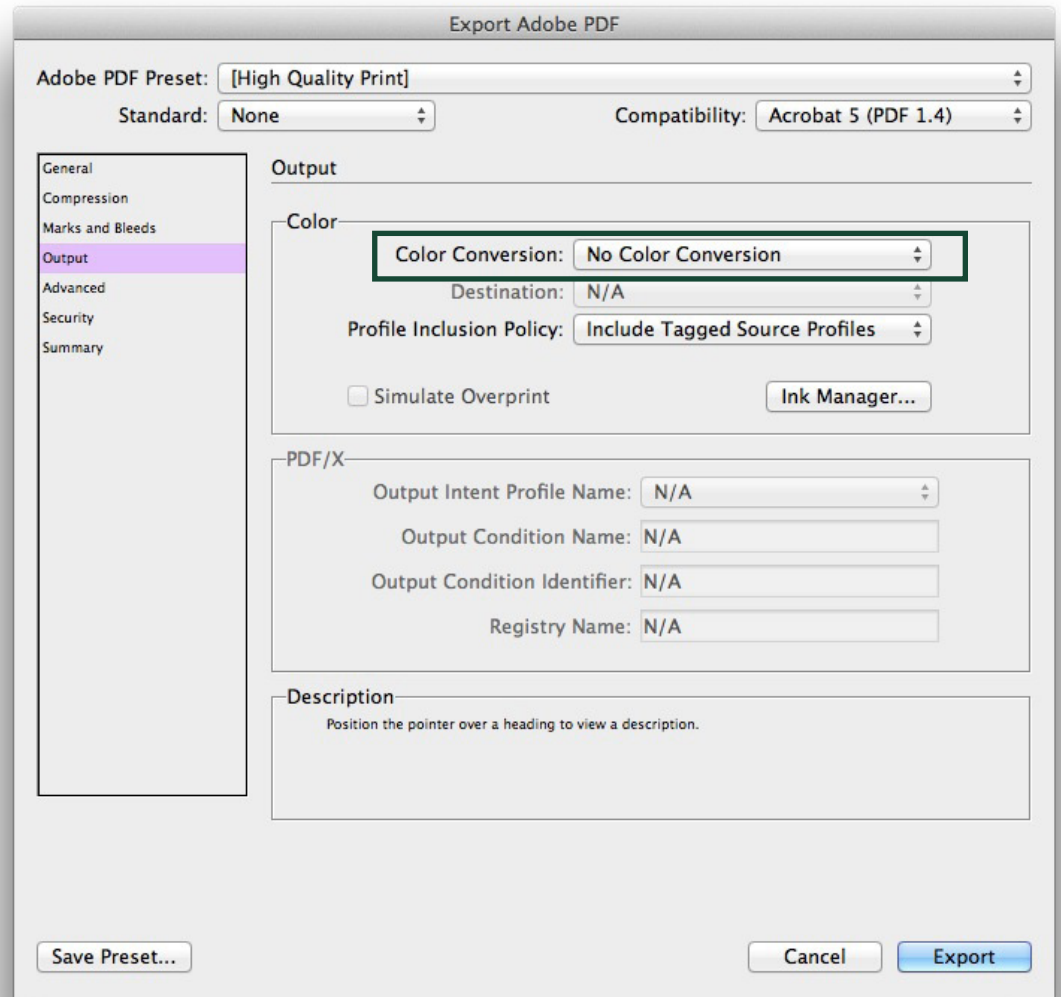 Export Adobe PDF
Adobe PDF Preset: [High Quality Print]
Standard: None Compatibility: Acrobat 5 (PDF 1.4)
General
Compression
Marks and Bleeds
Output
Advanced
Security
Summary
Output
Color
Color Conversion: No Color Conversion
Destination: N/A
Profile Inclusion Policy: Include Tagged Source Profiles
Simulate Overprint Ink Manager...
PDF/X
Output Intent Profile Name: N/A
Output Condition Name: N/A
Output Condition Identifier: N/A
Registry Name: N/A
Description
Position the pointer over a heading to view a description.
Save Preset... Cancel Export